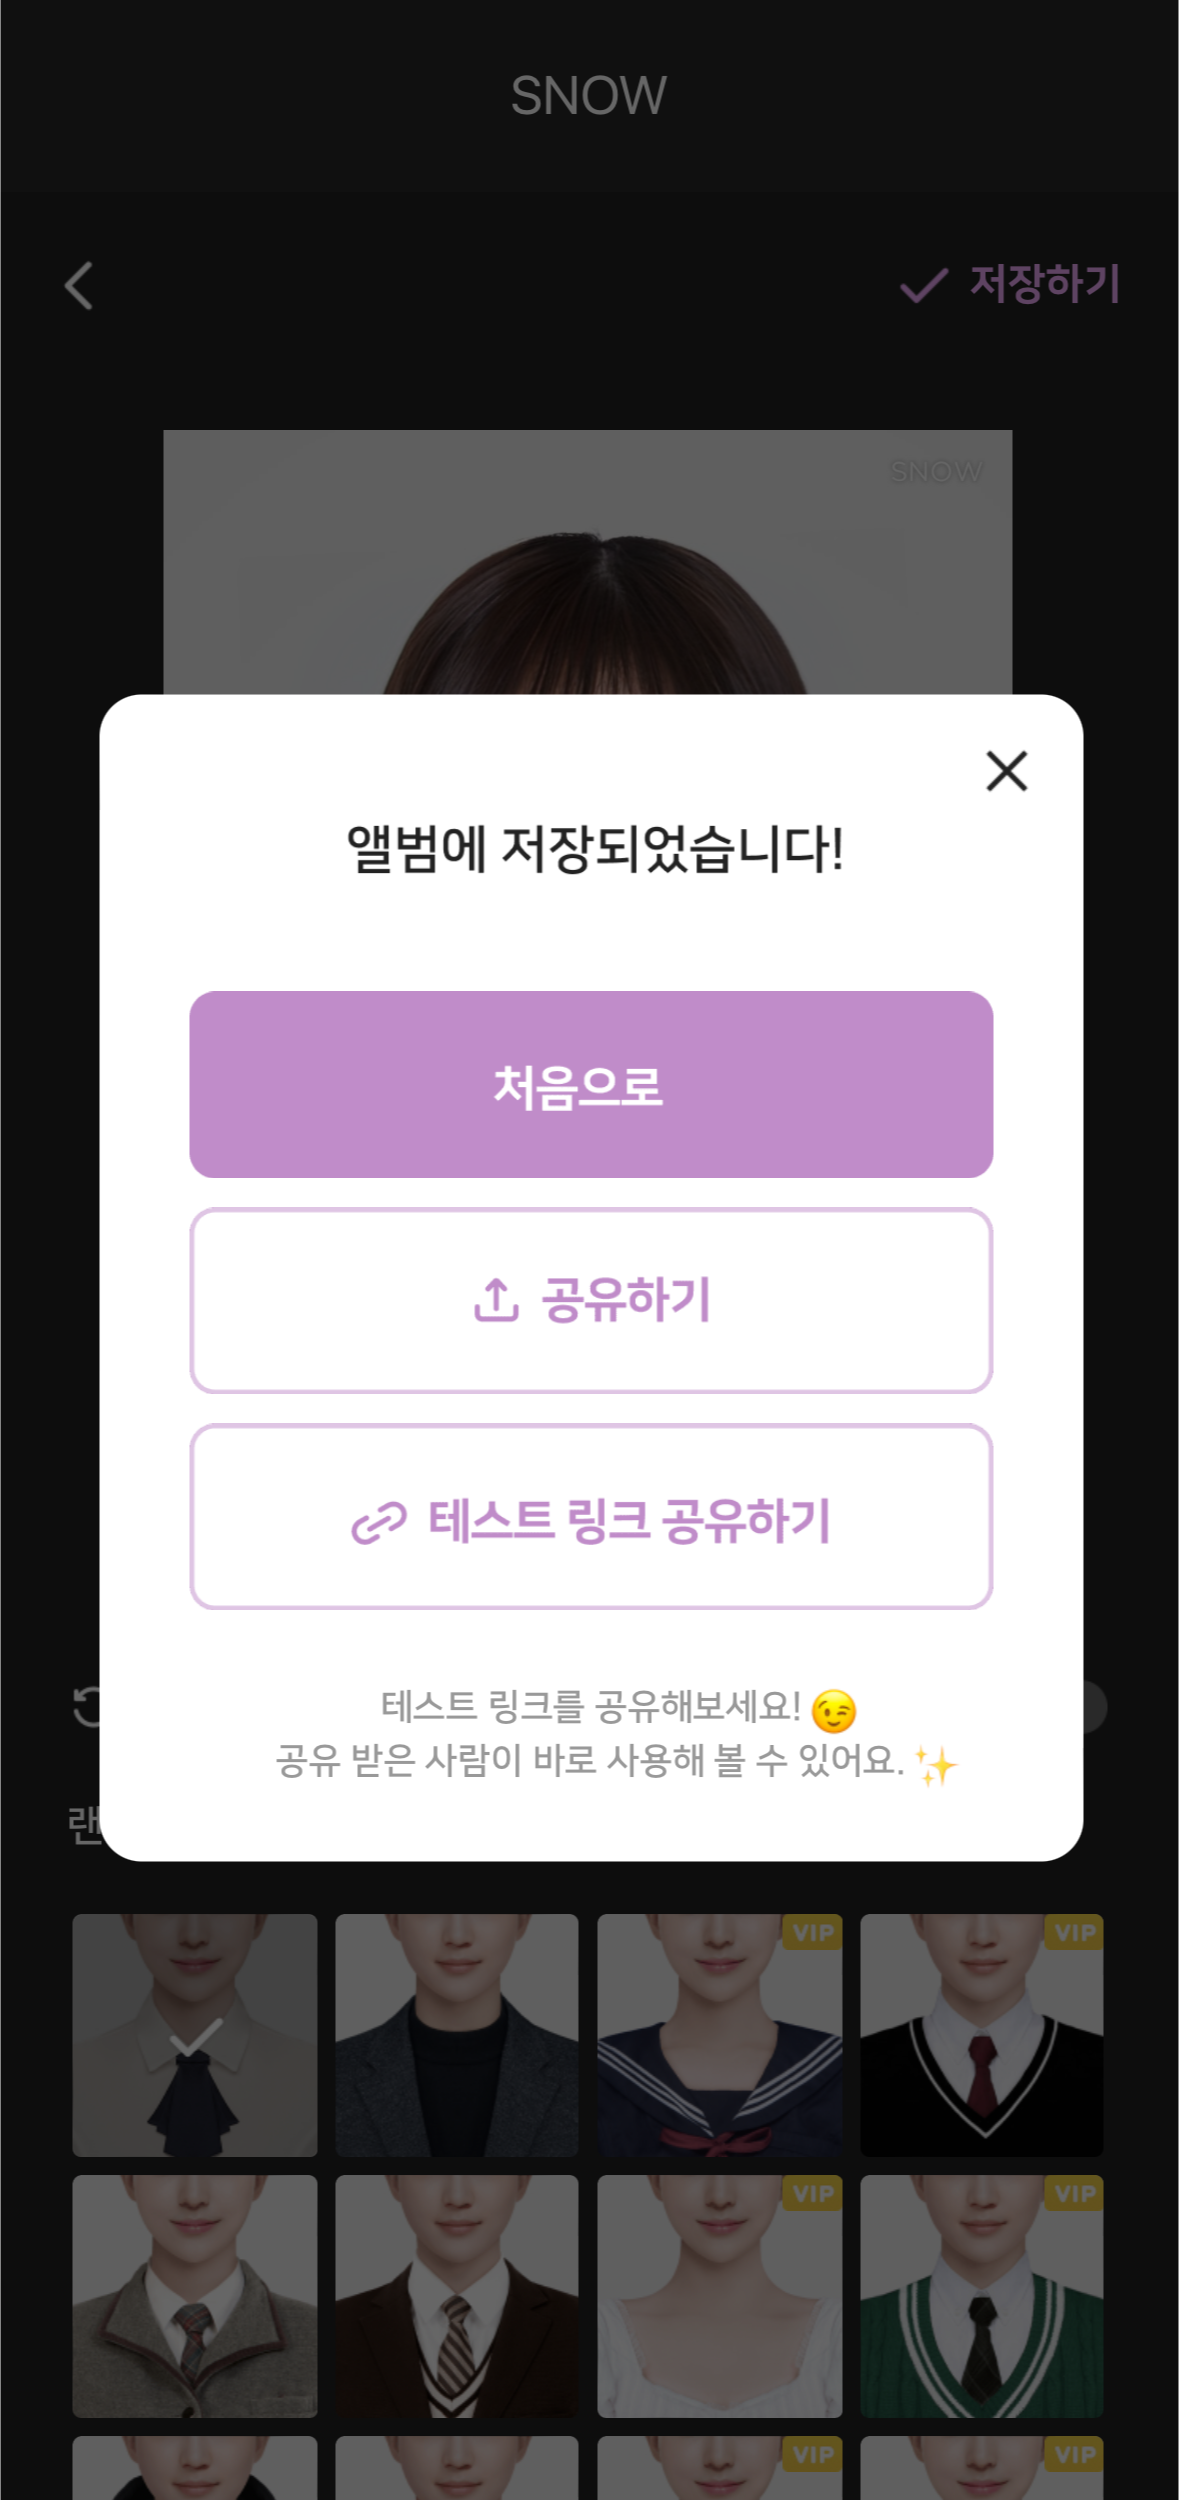 SNOW
저장하기
SNOW
앨범에 저장되었습니다!
처음으로
공유하기
테스트 링크 공유하기
테스트 링크를 공유해보세요! 😉
공유 받은 사람이 바로 사용해 볼 수 있어요. ✨
VIP
VIP
VIP
VIP
VIP
VIP